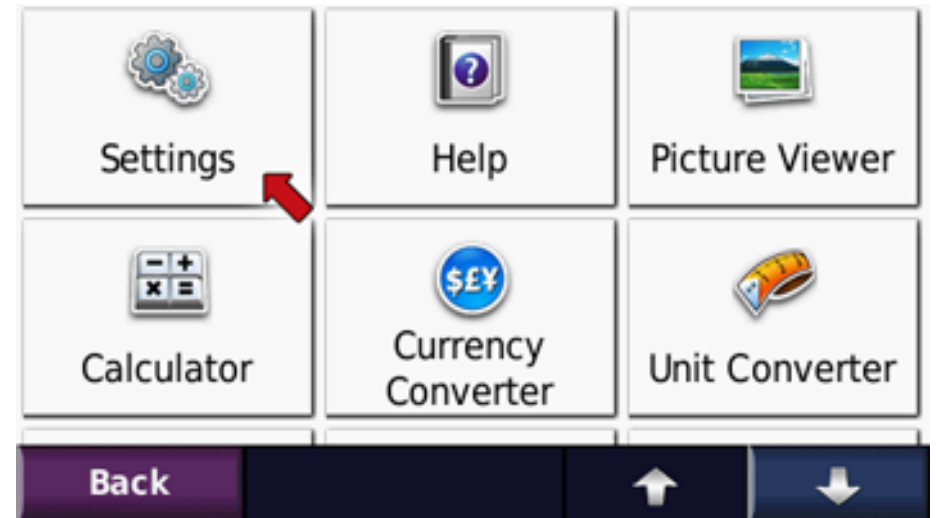 Settings
Help
Picture Viewer
- +
× =
$£¥
Calculator
Currency
Converter
Unit Converter
Back